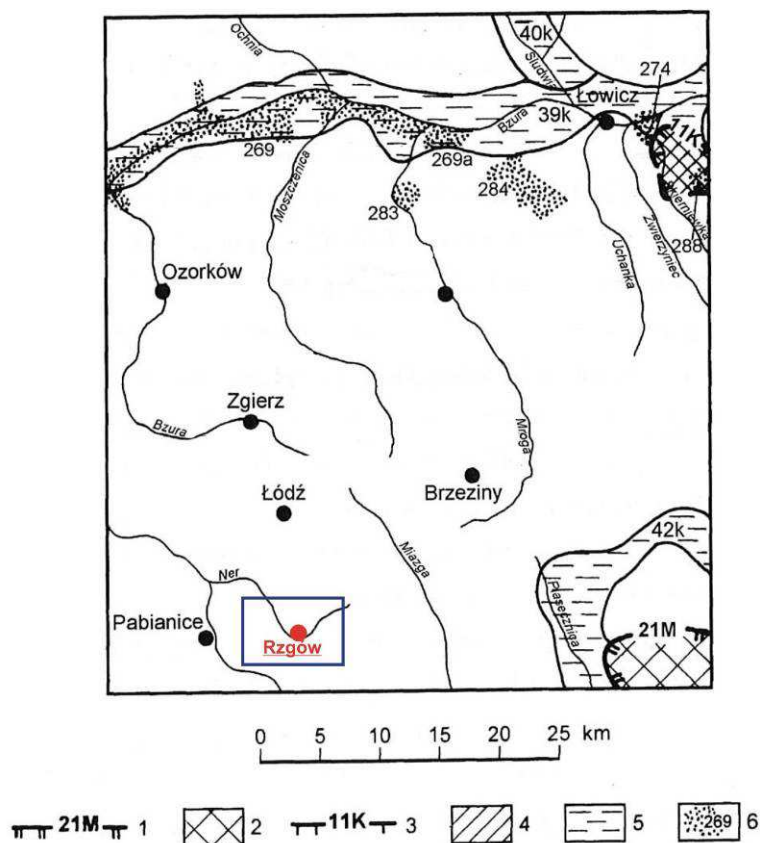 Ochnia
40k
Słudwia
274
Łowicz
Bzura
39k
11K
269
269a
284
283
Moszczenica
Skierniewka
288
Zwierzyniec
Uchanka
Ozorków
Zgierz
Bzura
Mroga
Łódź
Brzeziny
42k
Miazga
Ner
Piasecznica
Pabianice
Rzgów
21M
0 5 10 15 20 25 km
21M 1 2 11K 3 4 5 269 6